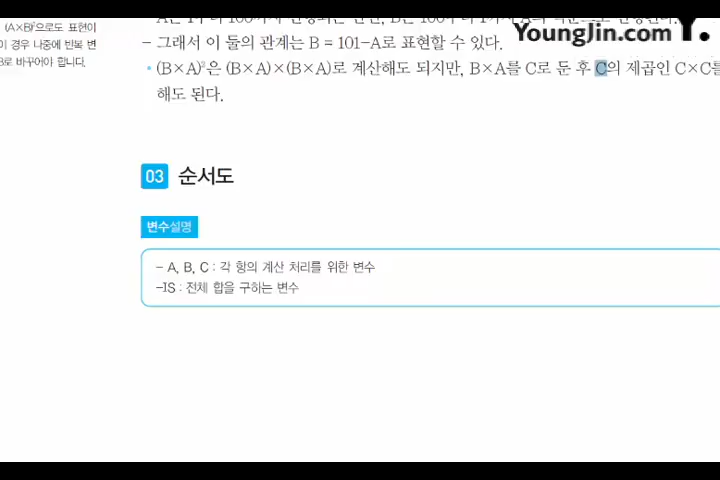 (A×B)²으로도 표현이
이 경우 나중에 반복 변
B로 바꾸어야 합니다.
YoungJin.com Y.
– 그래서 이 둘의 관계는 B = 101–A로 표현할 수 있다.
• (B×A)²은 (B×A)×(B×A)로 계산해도 되지만, B×A를 C로 둔 후 C의 제곱인 C×C를
해도 된다.
03 순서도
변수설명
– A, B, C : 각 항의 계산 처리를 위한 변수
–IS : 전체 합을 구하는 변수